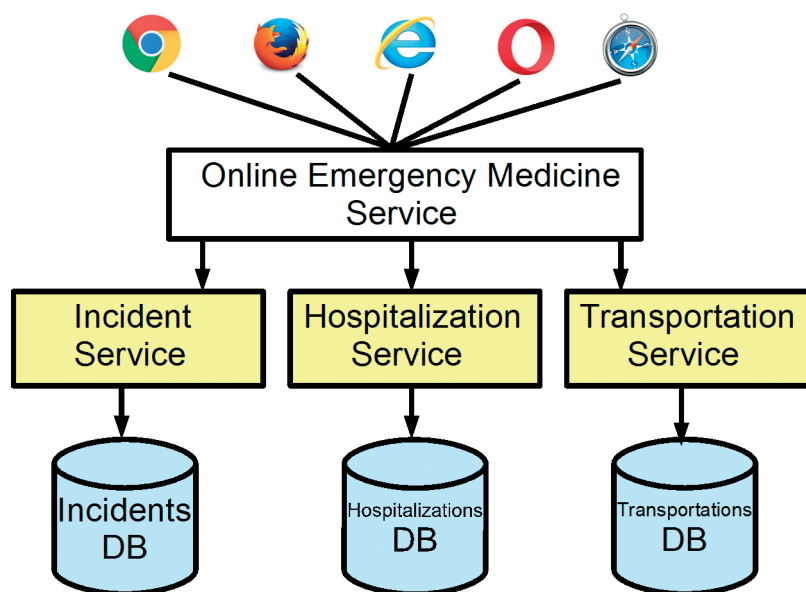 Online Emergency Medicine
Service
Incident
Service
Hospitalization
Service
Transportation
Service
Incidents
DB
Hospitalizations
DB
Transportations
DB